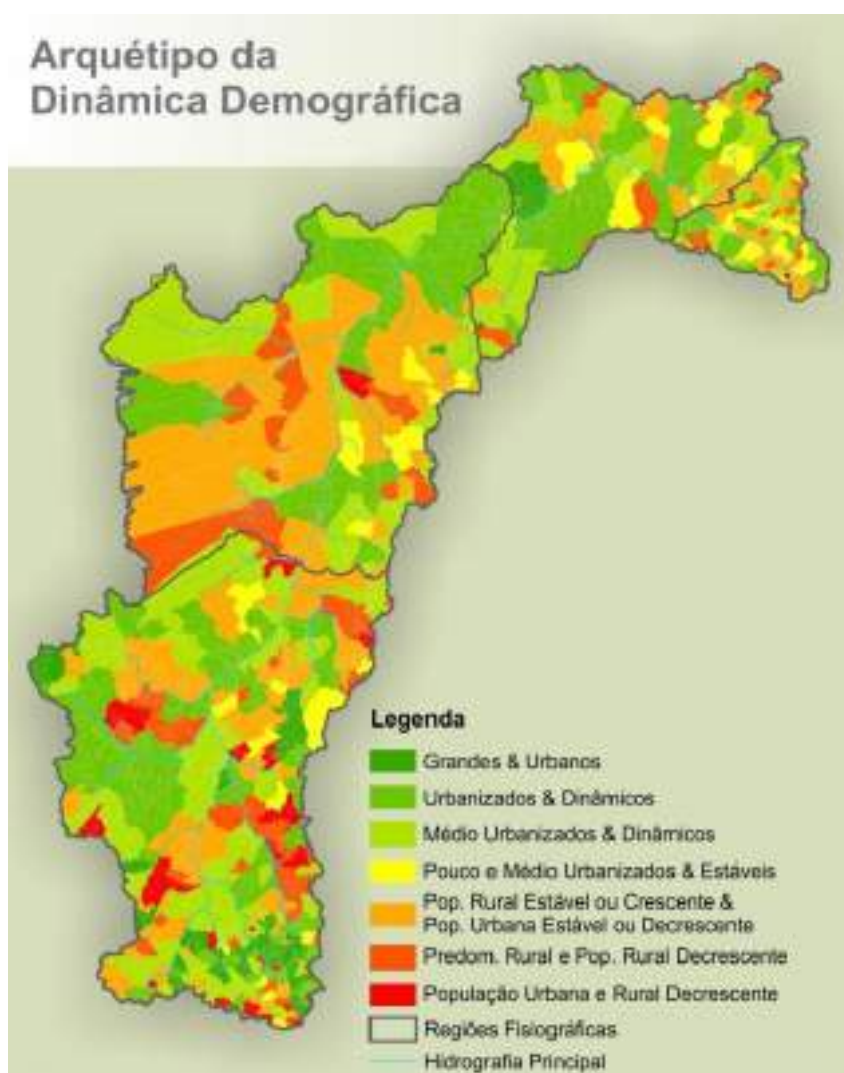 Arquétipo da
Dinâmica Demográfica
Legenda
Grandes & Urbanos
Urbanizados & Dinâmicos
Médio Urbanizados & Dinâmicos
Pouco e Médio Urbanizados & Estáveis
Pop. Rural Estável ou Crescente &
Pop. Urbana Estável ou Decrescente
Predom. Rural e Pop. Rural Decrescente
População Urbana e Rural Decrescente
Regiões Fisiográficas
Hidrografia Principal